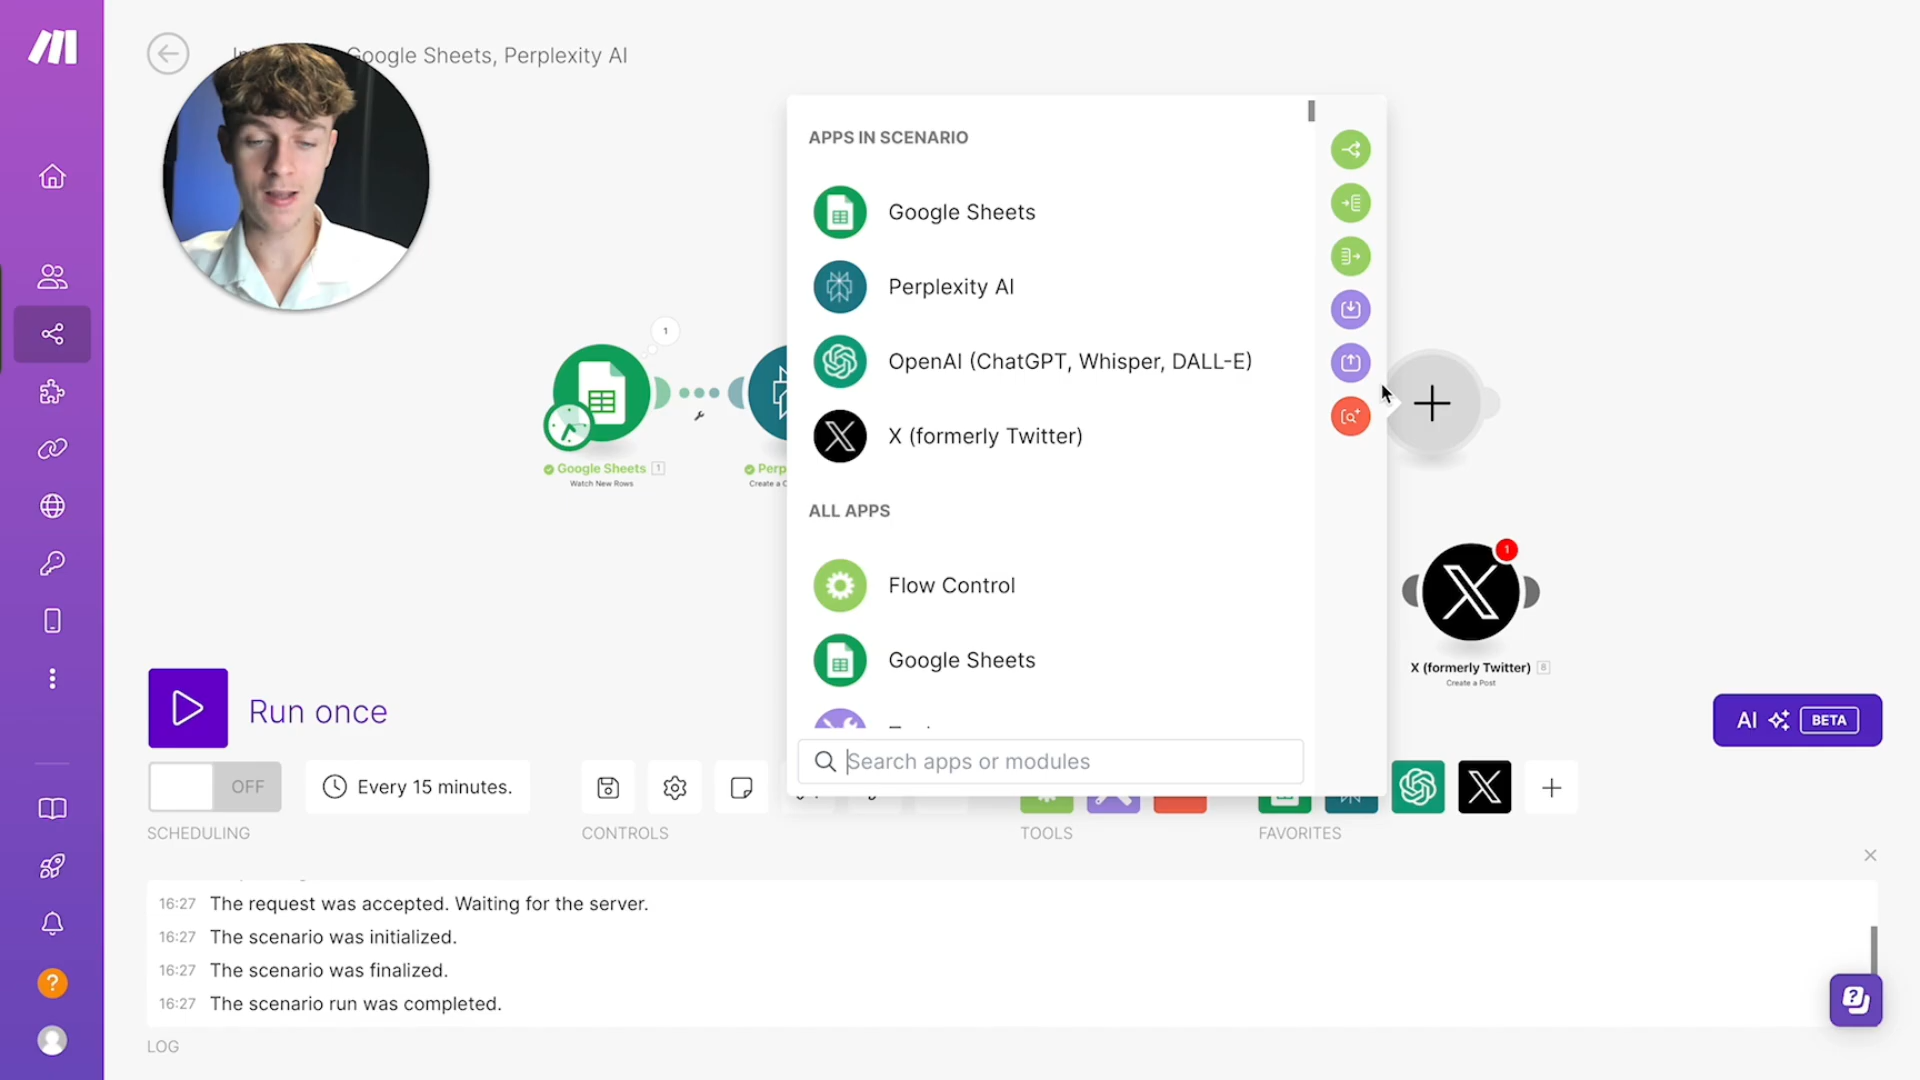 Google Sheets, Perplexity AI
APPS IN SCENARIO
Google Sheets
Perplexity AI
OpenAI (ChatGPT, Whisper, DALL-E)
X (formerly Twitter)
ALL APPS
Flow Control
Google Sheets
Search apps or modules
1
Google Sheets 1
Watch New Rows
Perp
Create a C
1
X (formerly Twitter) 8
Create a Post
Run once
AI BETA
OFF
Every 15 minutes.
SCHEDULING
CONTROLS
TOOLS
FAVORITES
16:27 The request was accepted. Waiting for the server.
16:27 The scenario was initialized.
16:27 The scenario was finalized.
16:27 The scenario run was completed.
LOG